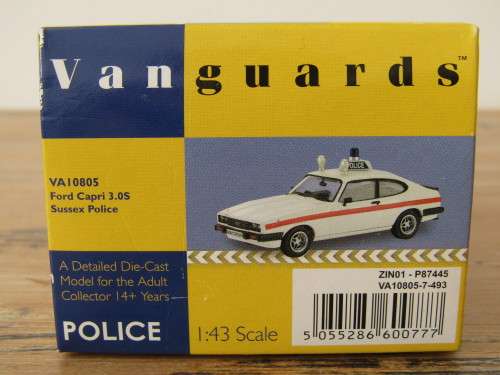 Vanguards™
POLICE
VA10805
Ford Capri 3.0S
Sussex Police
A Detailed Die-Cast
Model for the Adult
Collector 14+ Years
POLICE
1:43 Scale
ZIN01 - P87445
VA10805-7-493
5 055286 600777